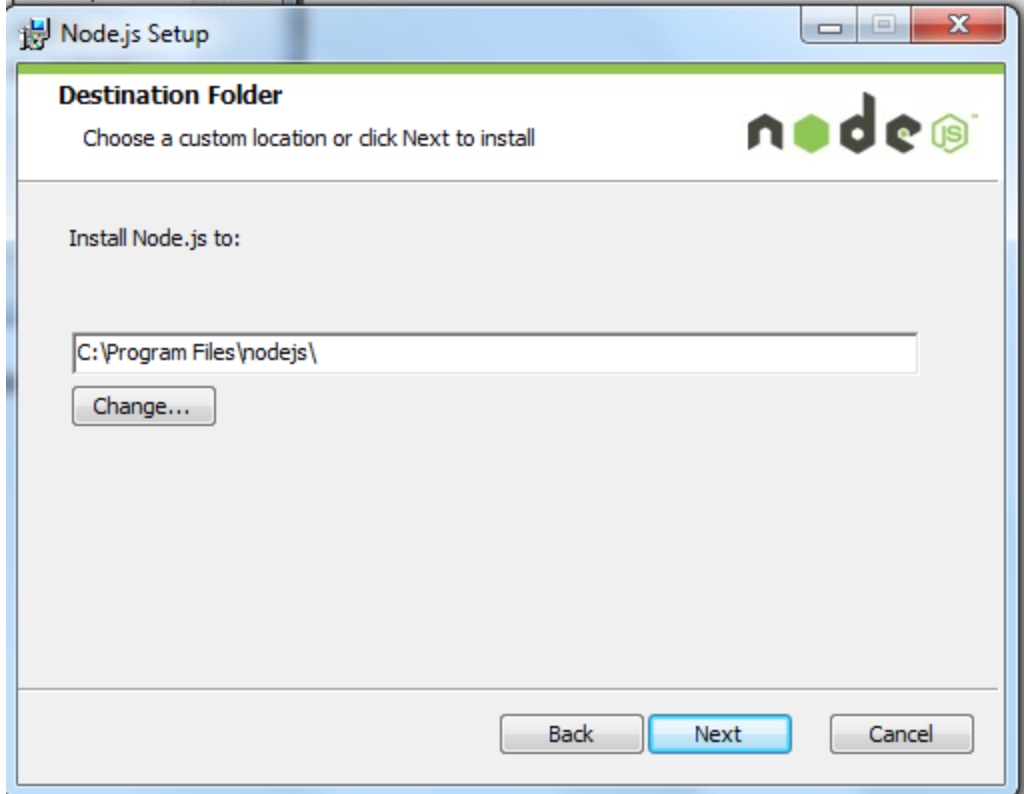 Node.js Setup
Destination Folder
Choose a custom location or click Next to install
node JS ™
Install Node.js to:
C:\Program Files\nodejs\
Change...
Back Next Cancel